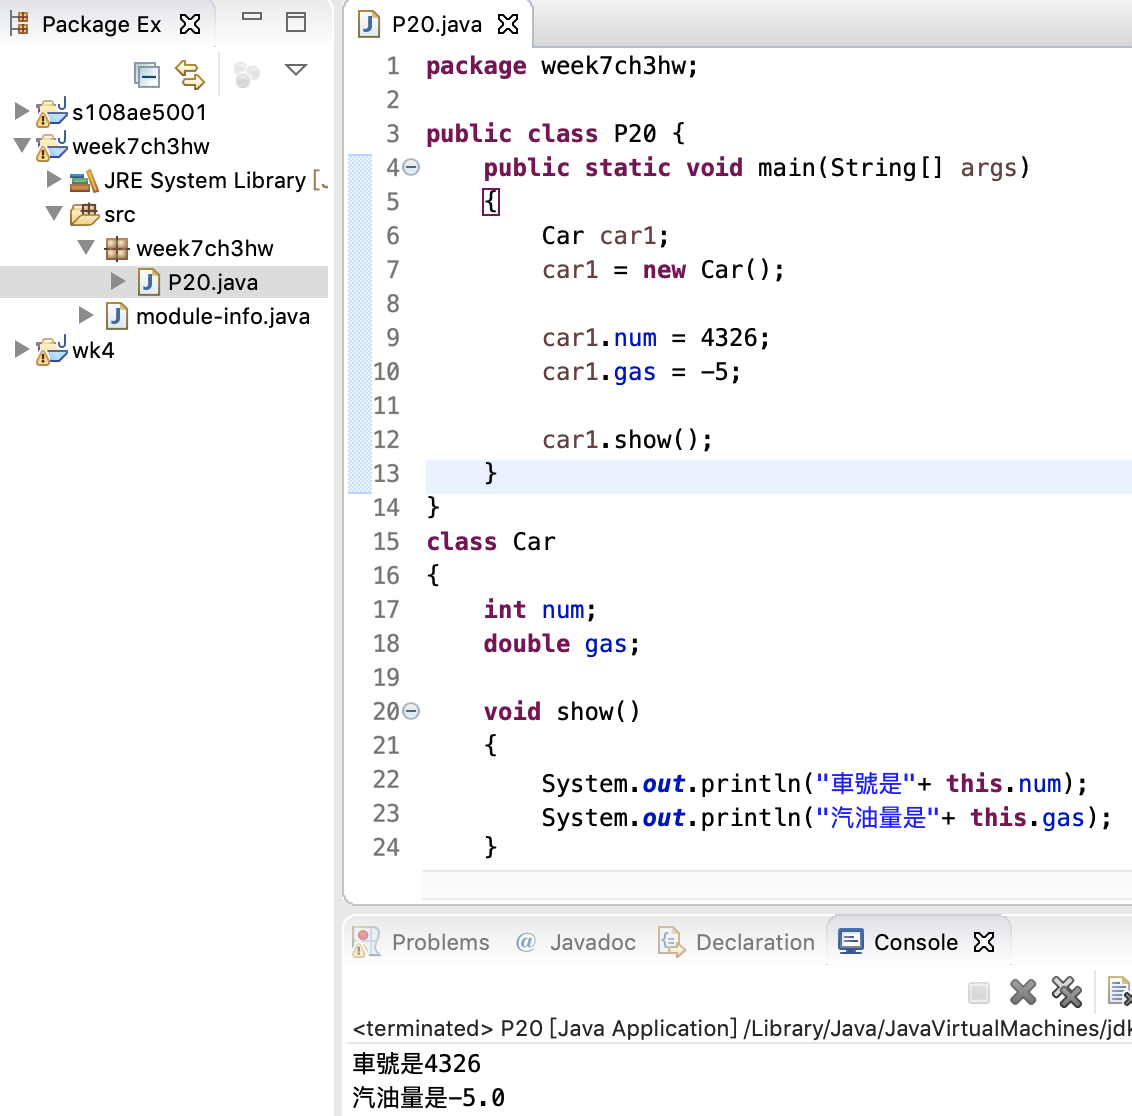 Package Ex
s108ae5001
week7ch3hw
JRE System Library [J
src
week7ch3hw
P20.java
module-info.java
wk4
P20.java
1 package week7ch3hw;
2
3 public class P20 {
4 public static void main(String[] args)
5 {
6 Car car1;
7 car1 = new Car();
8
9 car1.num = 4326;
10 car1.gas = -5;
11
12 car1.show();
13 }
14 }
15 class Car
16 {
17 int num;
18 double gas;
19
20 void show()
21 {
22 System.out.println("車號是"+ this.num);
23 System.out.println("汽油量是"+ this.gas);
24 }
Problems @ Javadoc Declaration Console
<terminated> P20 [Java Application] /Library/Java/JavaVirtualMachines/jdk
車號是4326
汽油量是-5.0